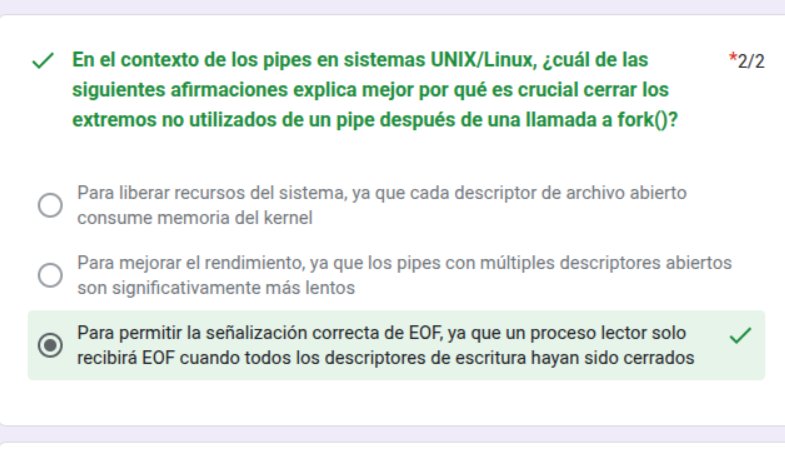 En el contexto de los pipes en sistemas UNIX/Linux, ¿cuál de las
*2/2
siguientes afirmaciones explica mejor por qué es crucial cerrar los
extremos no utilizados de un pipe después de una llamada a fork()?
Para liberar recursos del sistema, ya que cada descriptor de archivo abierto
consume memoria del kernel
Para mejorar el rendimiento, ya que los pipes con múltiples descriptores abiertos
son significativamente más lentos
Para permitir la señalización correcta de EOF, ya que un proceso lector solo
recibirá EOF cuando todos los descriptores de escritura hayan sido cerrados